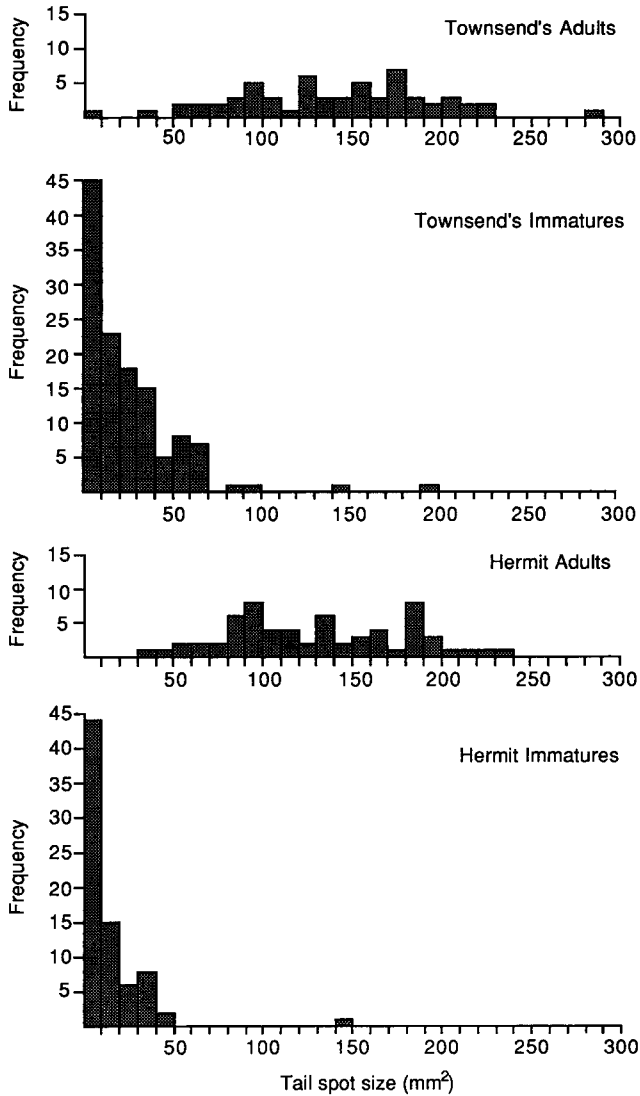 Townsend's Adults
Frequency
15
10
5
50 100 150 200 250 300
Townsend's Immatures
Frequency
45
40
35
30
25
20
15
10
5
50 100 150 200 250 300
Hermit Adults
Frequency
15
10
5
50 100 150 200 250 300
Hermit Immatures
Frequency
45
40
35
30
25
20
15
10
5
50 100 150 200 250 300
Tail spot size (mm²)